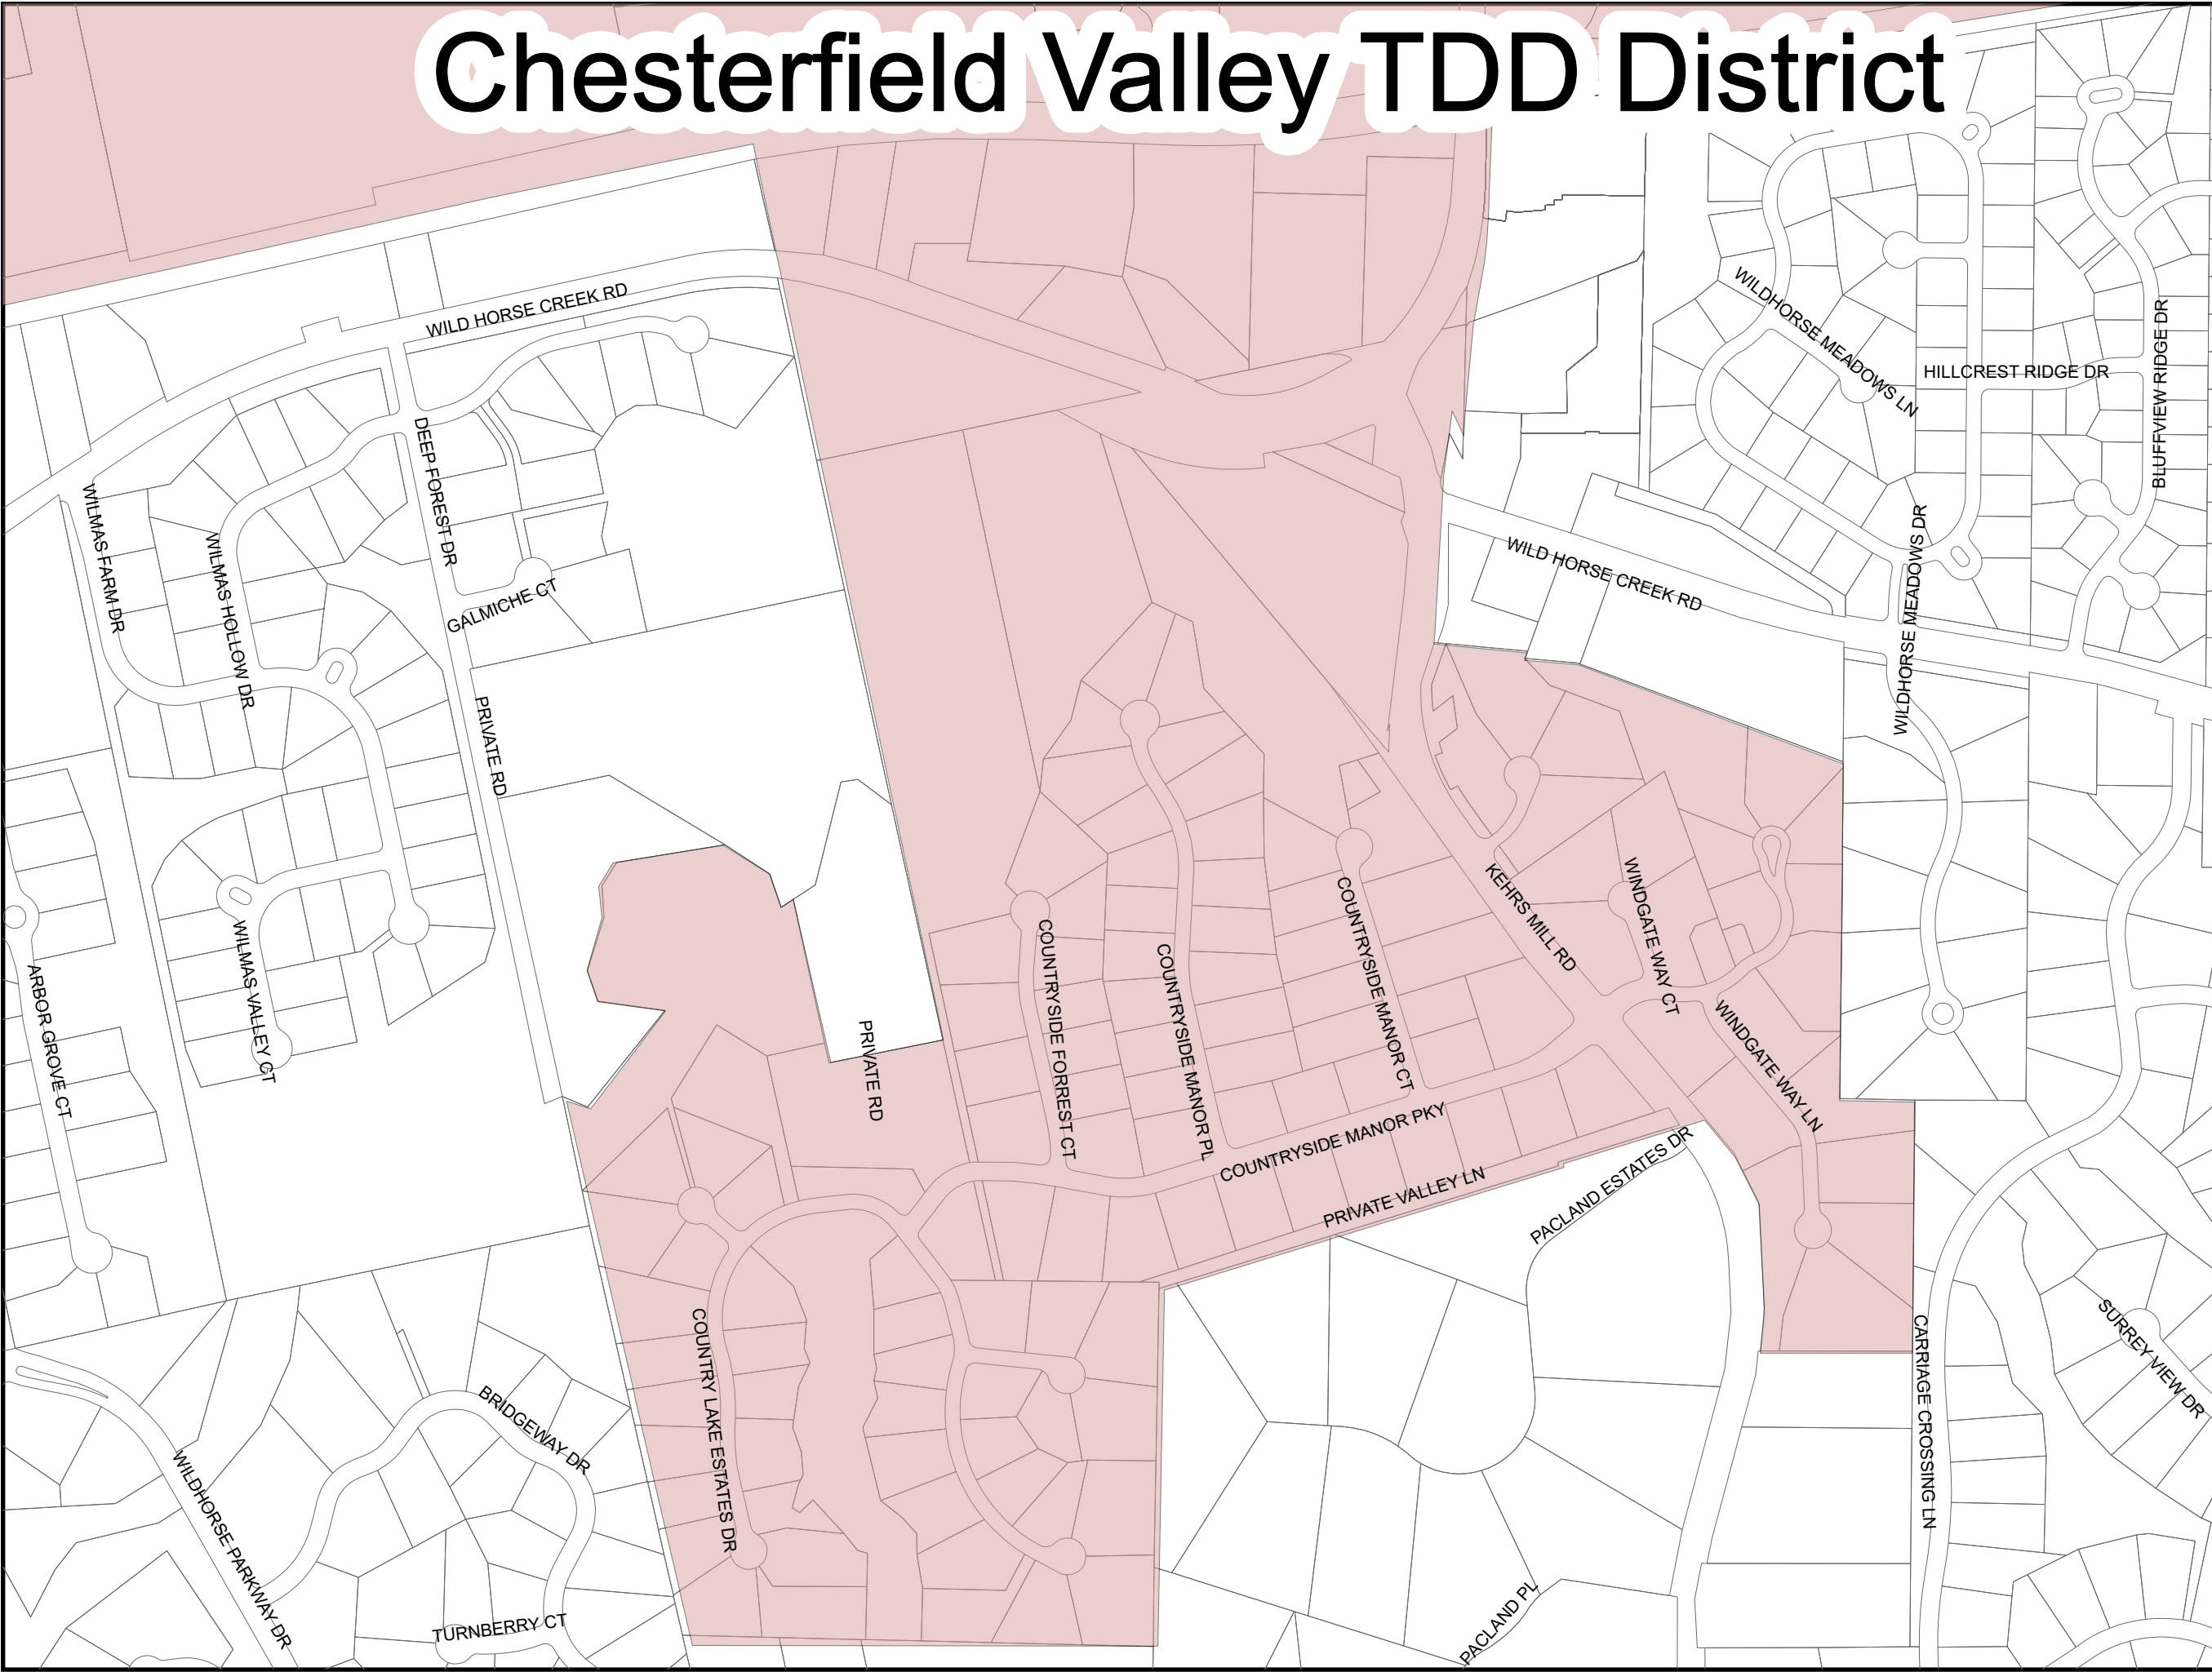 Chesterfield Valley TDD District
WILD HORSE CREEK RD
WILDHORSE MEADOWS LN
HILLCREST RIDGE DR
BLUFFVIEW RIDGE DR
DEEP FOREST DR
WILMAS FARM DR
WILMAS HOLLOW DR
GALMICHE CT
WILD HORSE CREEK RD
WILDHORSE MEADOWS DR
PRIVATE RD
WILMAS VALLEY CT
ARBOR GROVE CT
PRIVATE RD
COUNTRYSIDE FORREST CT
COUNTRYSIDE MANOR PL
COUNTRYSIDE MANOR CT
KEHRS MILL RD
WINDGATE WAY CT
WINDGATE WAY LN
COUNTRYSIDE MANOR PKY
PRIVATE VALLEY LN
PACLAND ESTATES DR
COUNTRY LAKE ESTATES DR
CARRIAGE CROSSING LN
SURREY VIEW DR
BRIDGEWAY DR
WILDHORSE PARKWAY DR
TURNBERRY CT
PACLAND PL